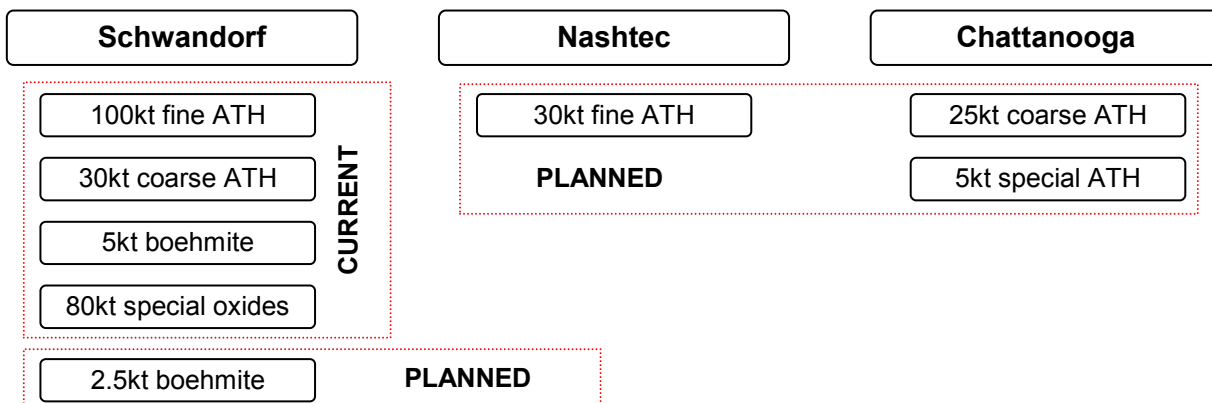 Schwandorf
Nashtec
Chattanooga
100kt fine ATH
30kt coarse ATH
5kt boehmite
80kt special oxides
CURRENT
30kt fine ATH
PLANNED
25kt coarse ATH
5kt special ATH
2.5kt boehmite
PLANNED